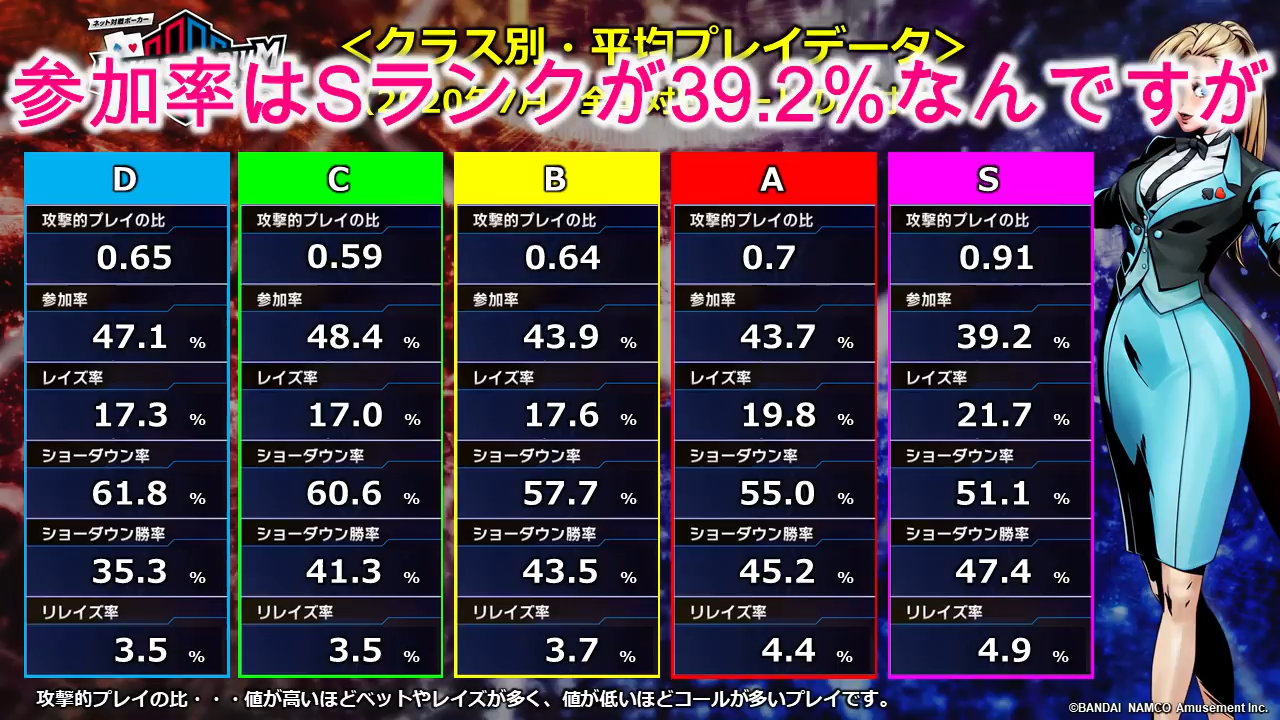 ネット対戦ポーカー
＜クラス別・平均プレイデータ＞
参加率はSランクが39.2%なんですが
D
攻撃的プレイの比
0.65
参加率
47.1 %
レイズ率
17.3 %
ショーダウン率
61.8 %
ショーダウン勝率
35.3 %
リレイズ率
3.5 %
C
攻撃的プレイの比
0.59
参加率
48.4 %
レイズ率
17.0 %
ショーダウン率
60.6 %
ショーダウン勝率
41.3 %
リレイズ率
3.5 %
B
攻撃的プレイの比
0.64
参加率
43.9 %
レイズ率
17.6 %
ショーダウン率
57.7 %
ショーダウン勝率
43.5 %
リレイズ率
3.7 %
A
攻撃的プレイの比
0.7
参加率
43.7 %
レイズ率
19.8 %
ショーダウン率
55.0 %
ショーダウン勝率
45.2 %
リレイズ率
4.4 %
S
攻撃的プレイの比
0.91
参加率
39.2 %
レイズ率
21.7 %
ショーダウン率
51.1 %
ショーダウン勝率
47.4 %
リレイズ率
4.9 %
攻撃的プレイの比・・・値が高いほどベットやレイズが多く、値が低いほどコールが多いプレイです。
©BANDAI NAMCO Amusement Inc.